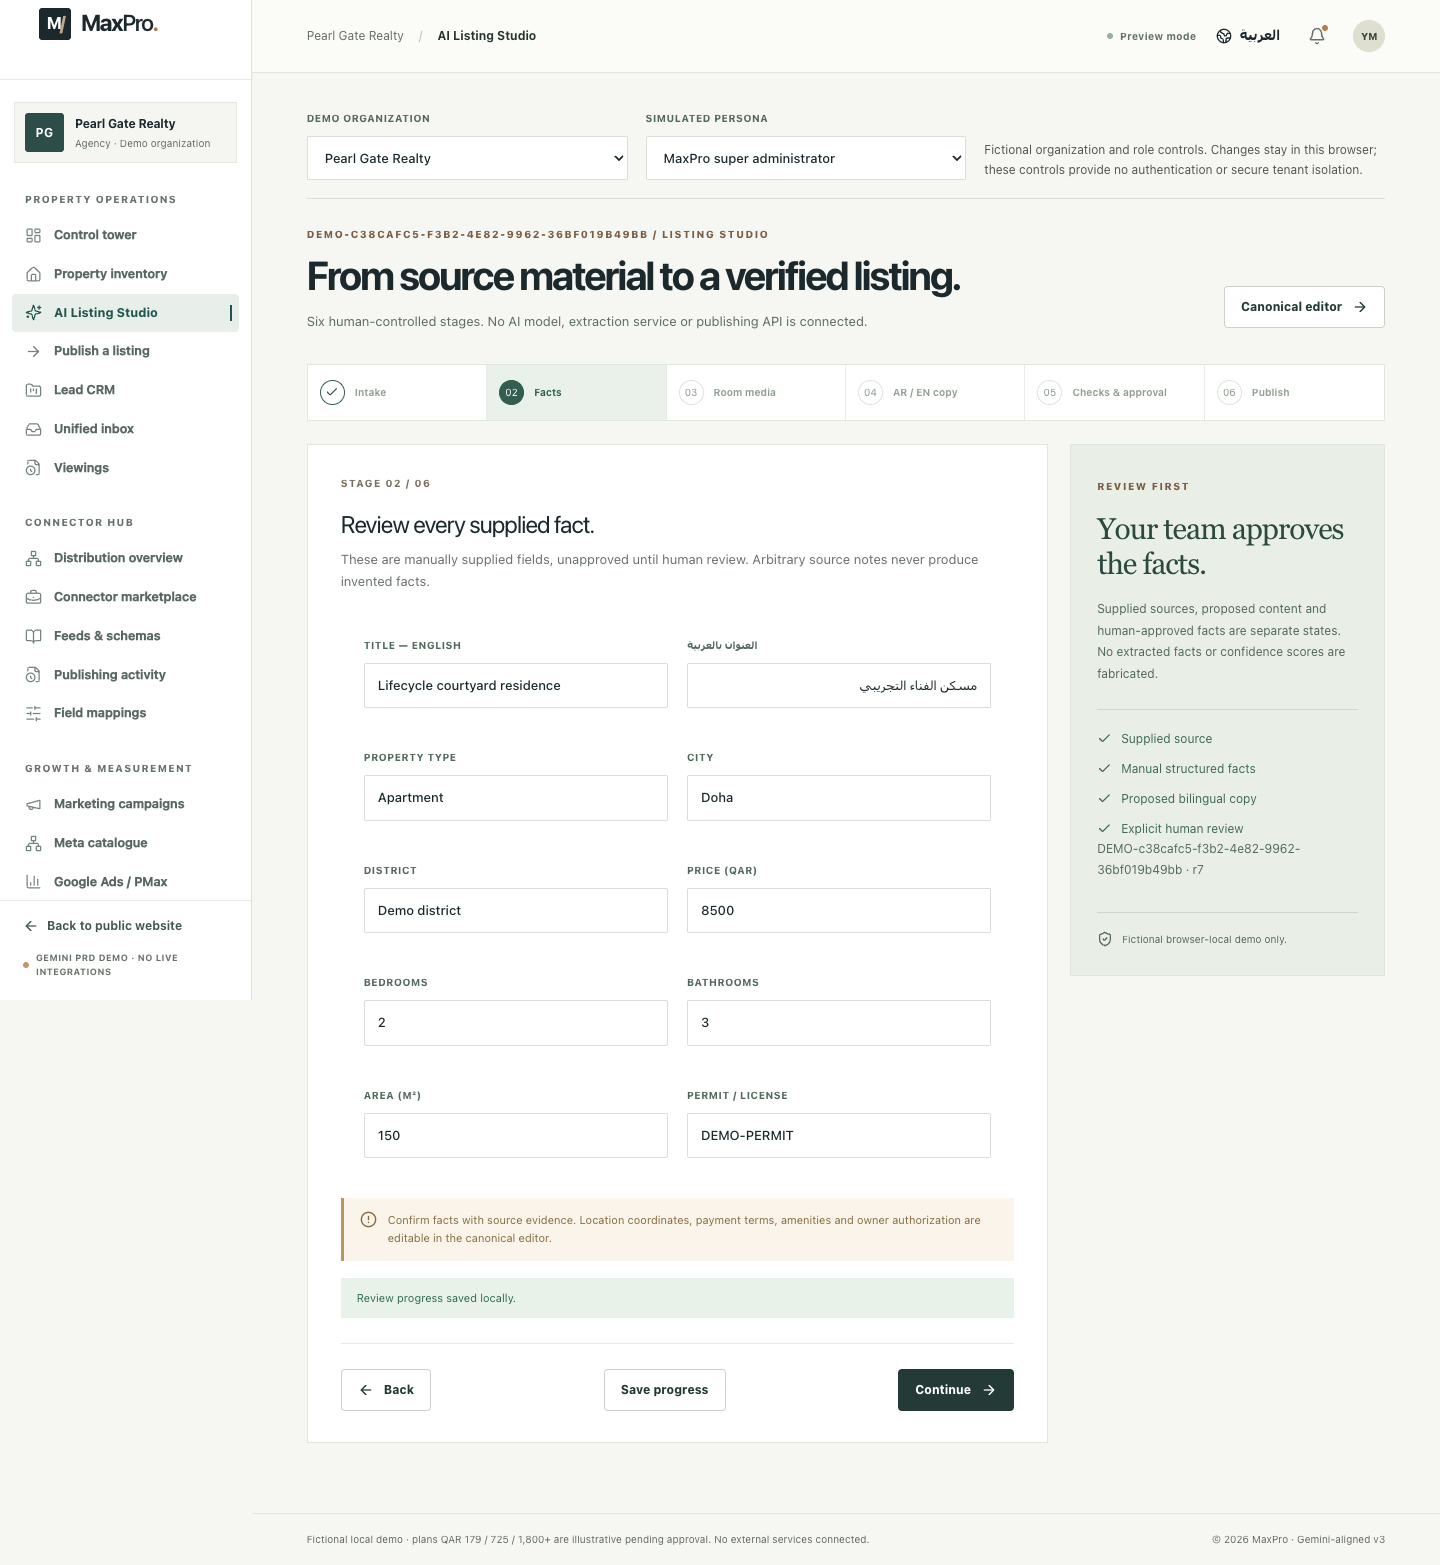 M/ MaxPro.
PG
Pearl Gate Realty
Agency · Demo organization
PROPERTY OPERATIONS
Control tower
Property inventory
AI Listing Studio
Publish a listing
Lead CRM
Unified inbox
Viewings
CONNECTOR HUB
Distribution overview
Connector marketplace
Feeds & schemas
Publishing activity
Field mappings
GROWTH & MEASUREMENT
Marketing campaigns
Meta catalogue
Google Ads / PMax
Back to public website
GEMINI PRD DEMO · NO LIVE
INTEGRATIONS
Pearl Gate Realty / AI Listing Studio
Preview mode
العربية
YM
DEMO ORGANIZATION
Pearl Gate Realty
SIMULATED PERSONA
MaxPro super administrator
Fictional organization and role controls. Changes stay in this browser;
these controls provide no authentication or secure tenant isolation.
DEMO-C38CAFC5-F3B2-4E82-9962-36BF019B49BB / LISTING STUDIO
From source material to a verified listing.
Six human-controlled stages. No AI model, extraction service or publishing API is connected.
Canonical editor
Intake
02 Facts
03 Room media
04 AR / EN copy
05 Checks & approval
06 Publish
STAGE 02 / 06
Review every supplied fact.
These are manually supplied fields, unapproved until human review. Arbitrary source notes never produce
invented facts.
TITLE — ENGLISH
Lifecycle courtyard residence
العنوان بالعربية
مسكن الفناء التجريبي
PROPERTY TYPE
Apartment
CITY
Doha
DISTRICT
Demo district
PRICE (QAR)
8500
BEDROOMS
2
BATHROOMS
3
AREA (M²)
150
PERMIT / LICENSE
DEMO-PERMIT
Confirm facts with source evidence. Location coordinates, payment terms, amenities and owner authorization are
editable in the canonical editor.
Review progress saved locally.
Back
Save progress
Continue
REVIEW FIRST
Your team approves
the facts.
Supplied sources, proposed content and
human-approved facts are separate states.
No extracted facts or confidence scores are
fabricated.
Supplied source
Manual structured facts
Proposed bilingual copy
Explicit human review
DEMO-c38cafc5-f3b2-4e82-9962-
36bf019b49bb · r7
Fictional browser-local demo only.
Fictional local demo · plans QAR 179 / 725 / 1,800+ are illustrative pending approval. No external services connected.
© 2026 MaxPro · Gemini-aligned v3